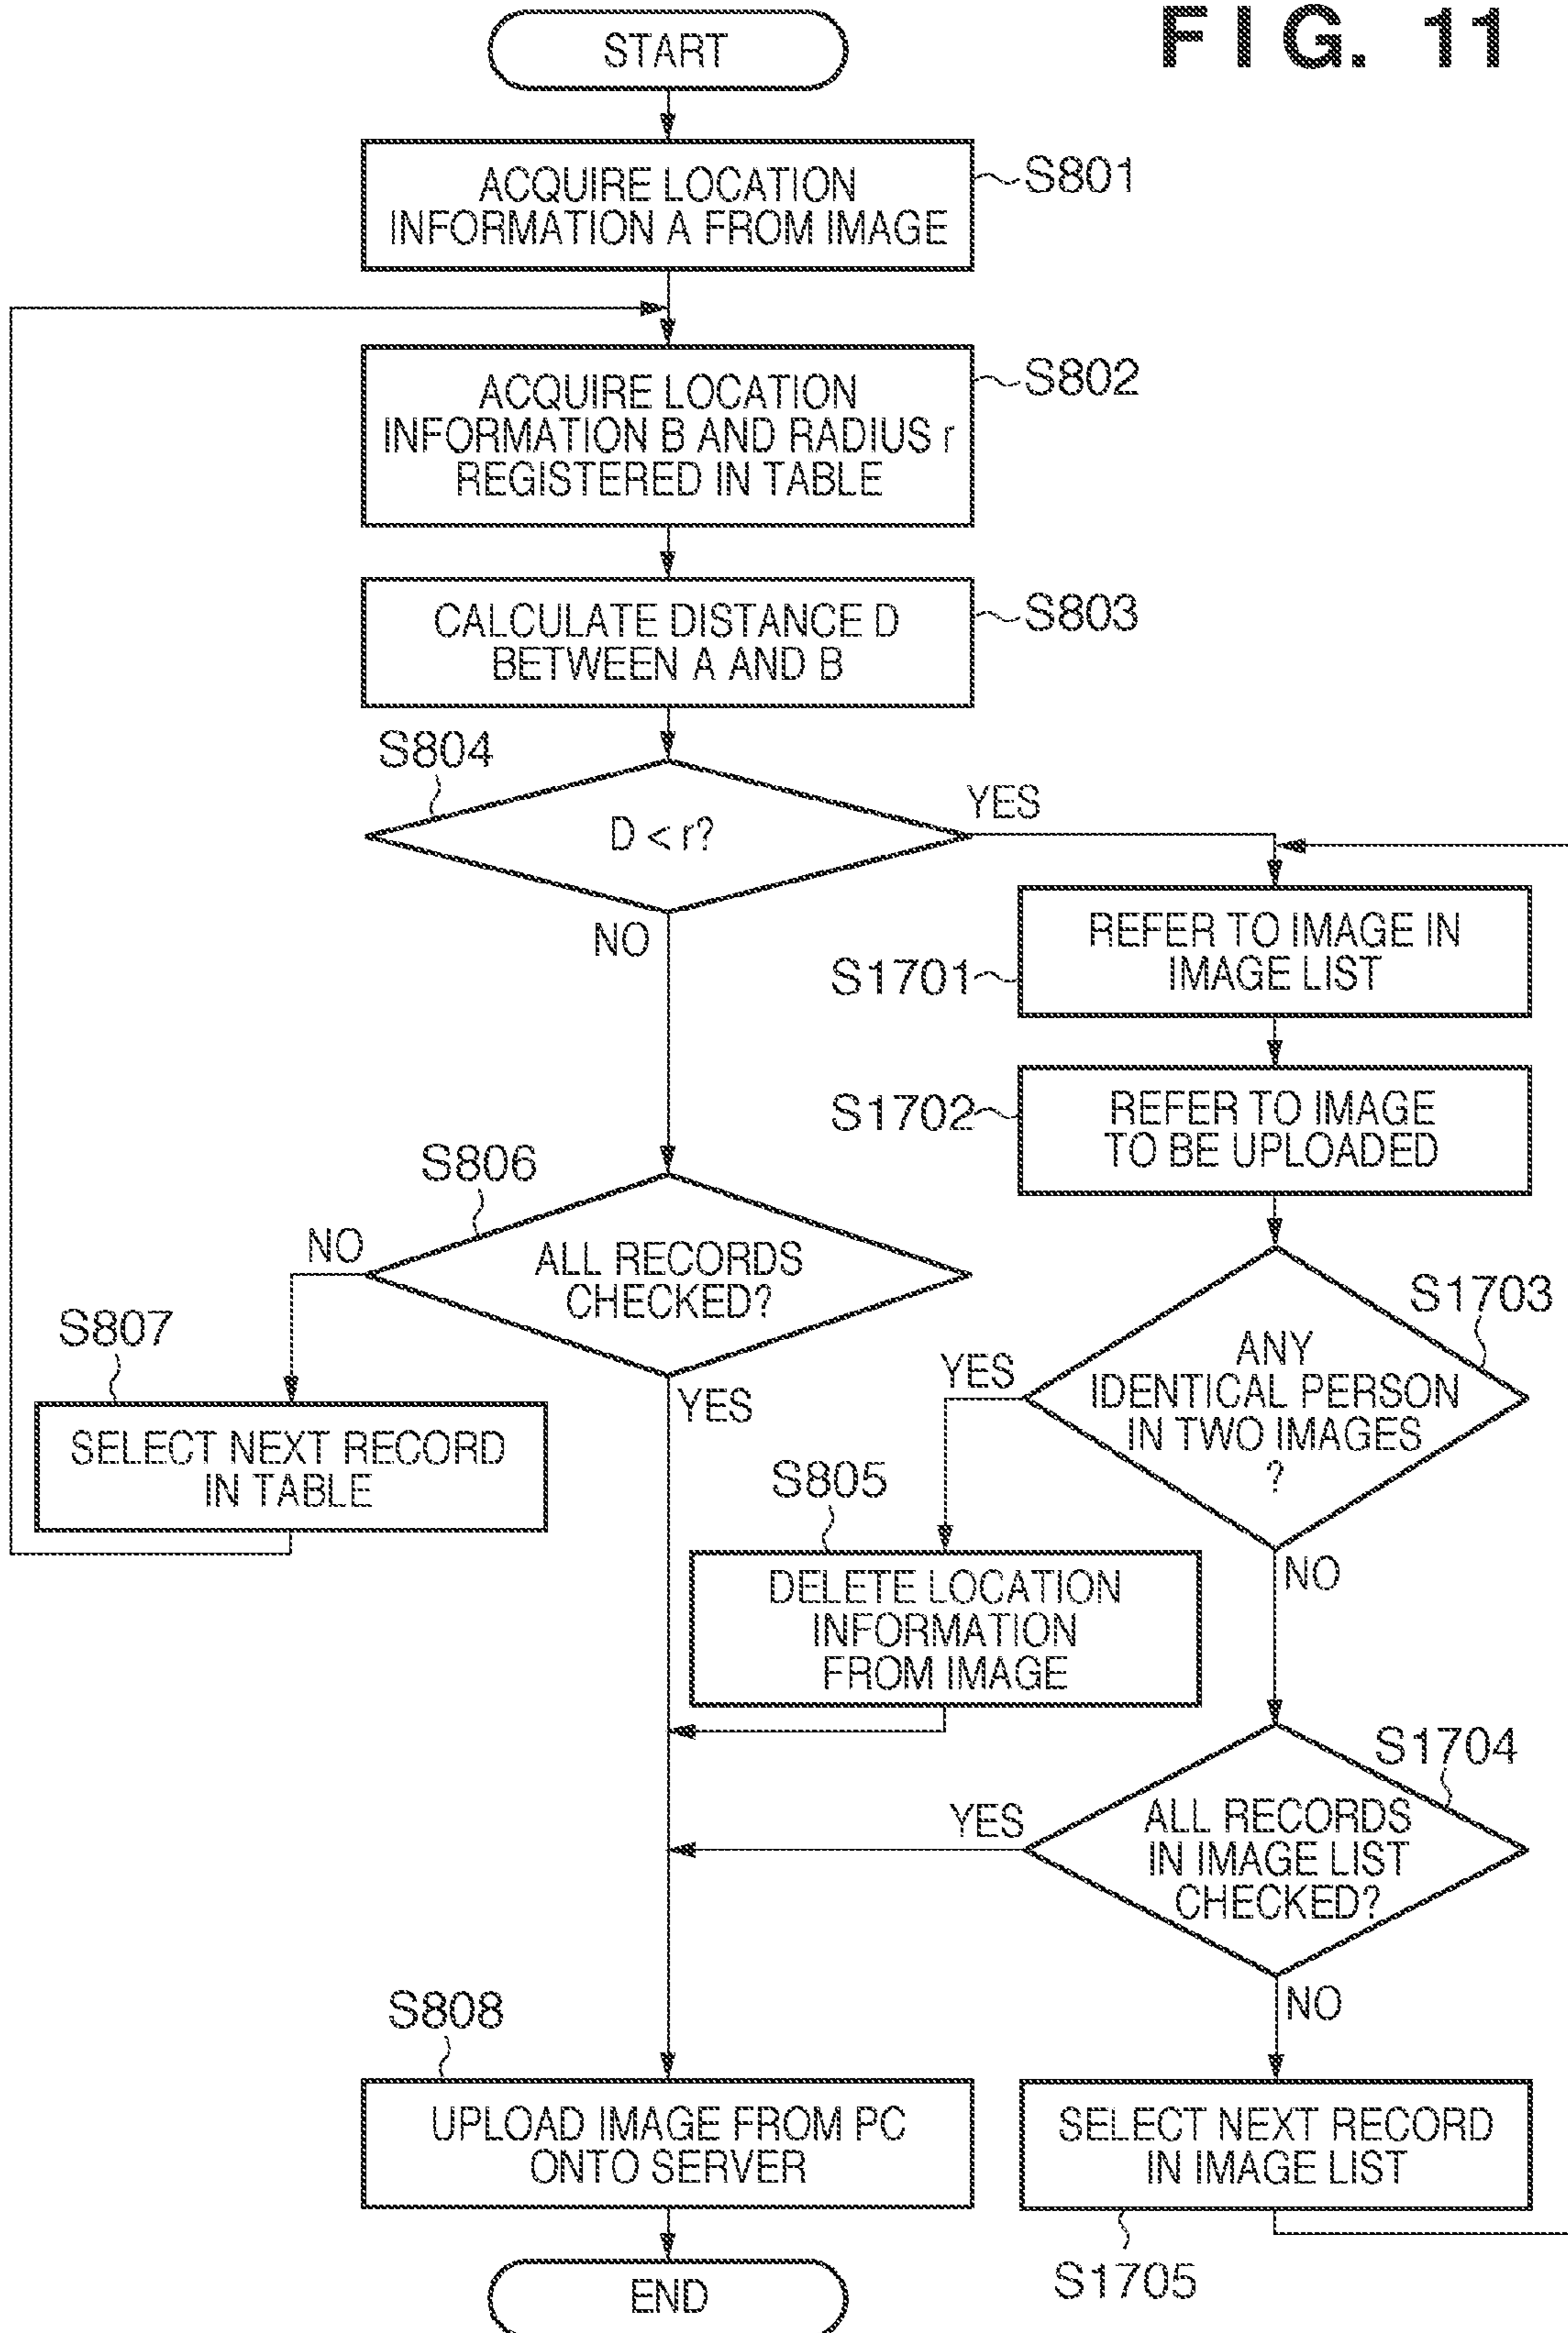 FIG. 11
START
ACQUIRE LOCATION
INFORMATION A FROM IMAGE
S801
ACQUIRE LOCATION
INFORMATION B AND RADIUS r
REGISTERED IN TABLE
S802
CALCULATE DISTANCE D
BETWEEN A AND B
S803
S804
D < r?
YES
NO
REFER TO IMAGE IN
IMAGE LIST
S1701
REFER TO IMAGE
TO BE UPLOADED
S1702
S806
ALL RECORDS
CHECKED?
NO
YES
S807
SELECT NEXT RECORD
IN TABLE
S1703
ANY
IDENTICAL PERSON
IN TWO IMAGES
?
YES
NO
S805
DELETE LOCATION
INFORMATION
FROM IMAGE
S1704
ALL RECORDS
IN IMAGE LIST
CHECKED?
YES
NO
S808
UPLOAD IMAGE FROM PC
ONTO SERVER
SELECT NEXT RECORD
IN IMAGE LIST
S1705
END